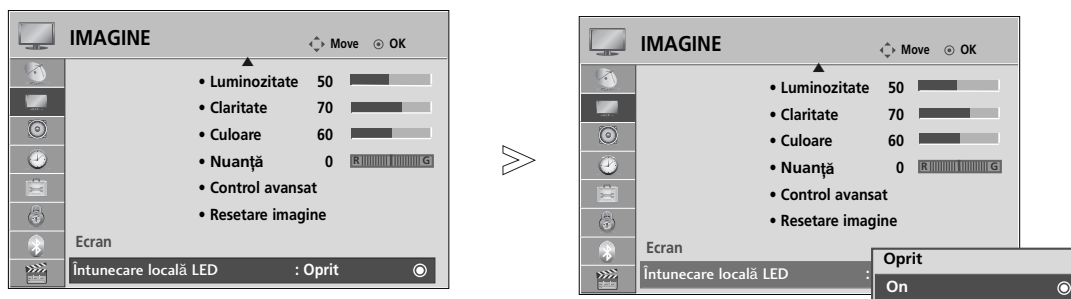 IMAGINE Move OK
• Luminozitate 50
• Claritate 70
• Culoare 60
• Nuanţă 0 R G
• Control avansat
• Resetare imagine
Ecran
Întunecare locală LED : Oprit
IMAGINE Move OK
• Luminozitate 50
• Claritate 70
• Culoare 60
• Nuanţă 0 R G
• Control avansat
• Resetare imagine
Ecran
Întunecare locală LED :
Oprit
On